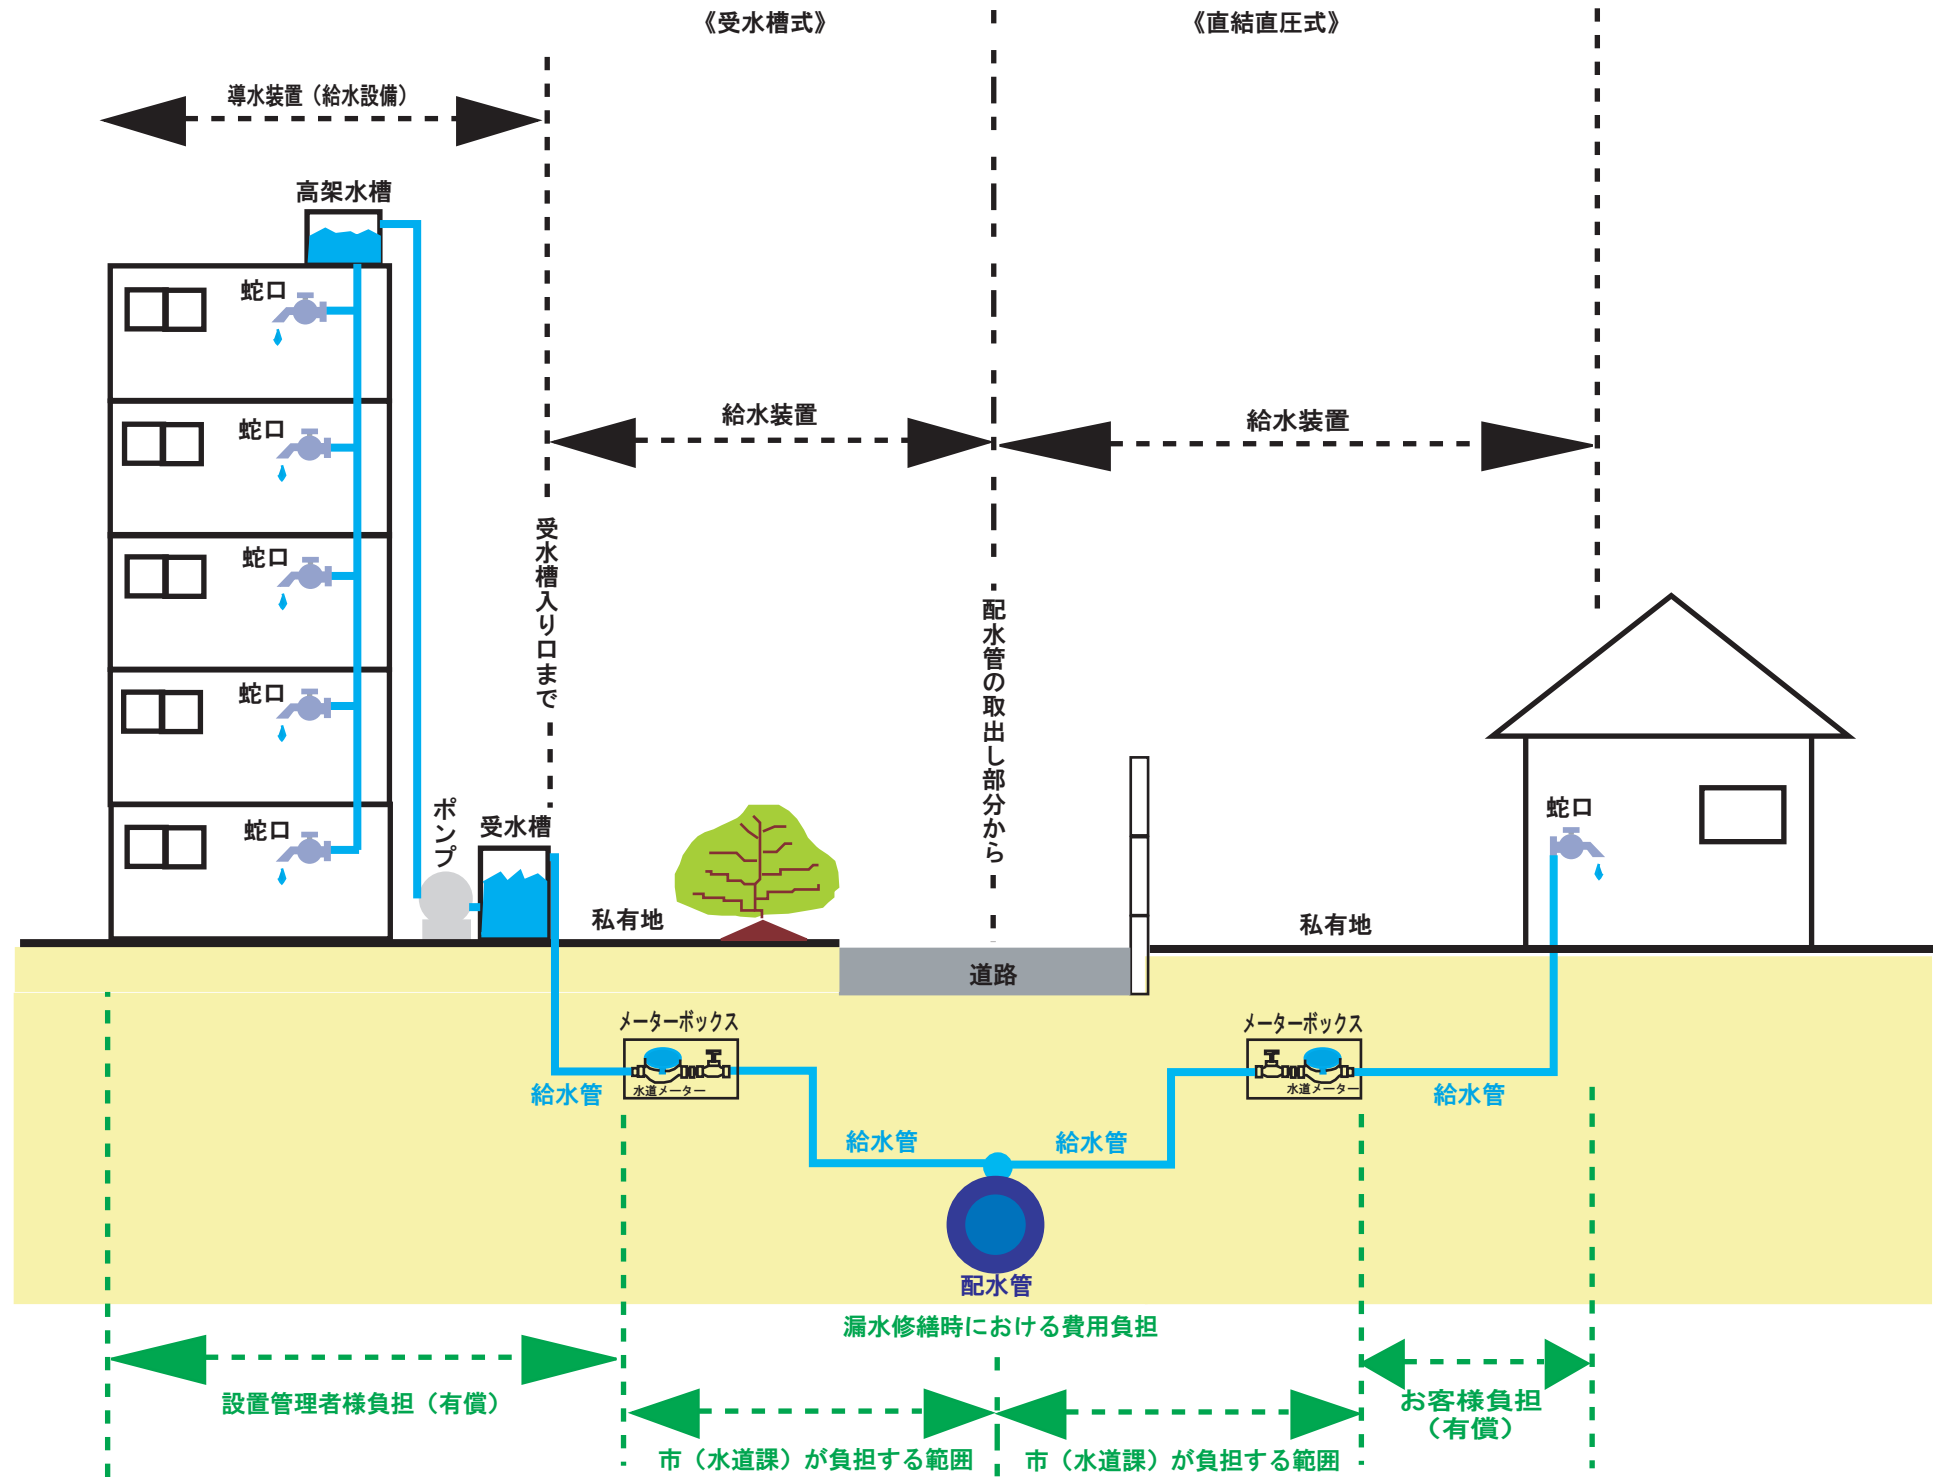 《受水槽式》
《直結直圧式》
導水装置（給水設備）
高架水槽
蛇口
蛇口
蛇口
蛇口
蛇口
給水装置
給水装置
受水槽入り口まで
配水管の取出し部分から
ポンプ
受水槽
蛇口
私有地
私有地
道路
メーターボックス
メーターボックス
水道メーター
水道メーター
給水管
給水管
給水管
給水管
配水管
漏水修繕時における費用負担
設置管理者様負担（有償）
お客様負担
（有償）
市（水道課）が負担する範囲
市（水道課）が負担する範囲